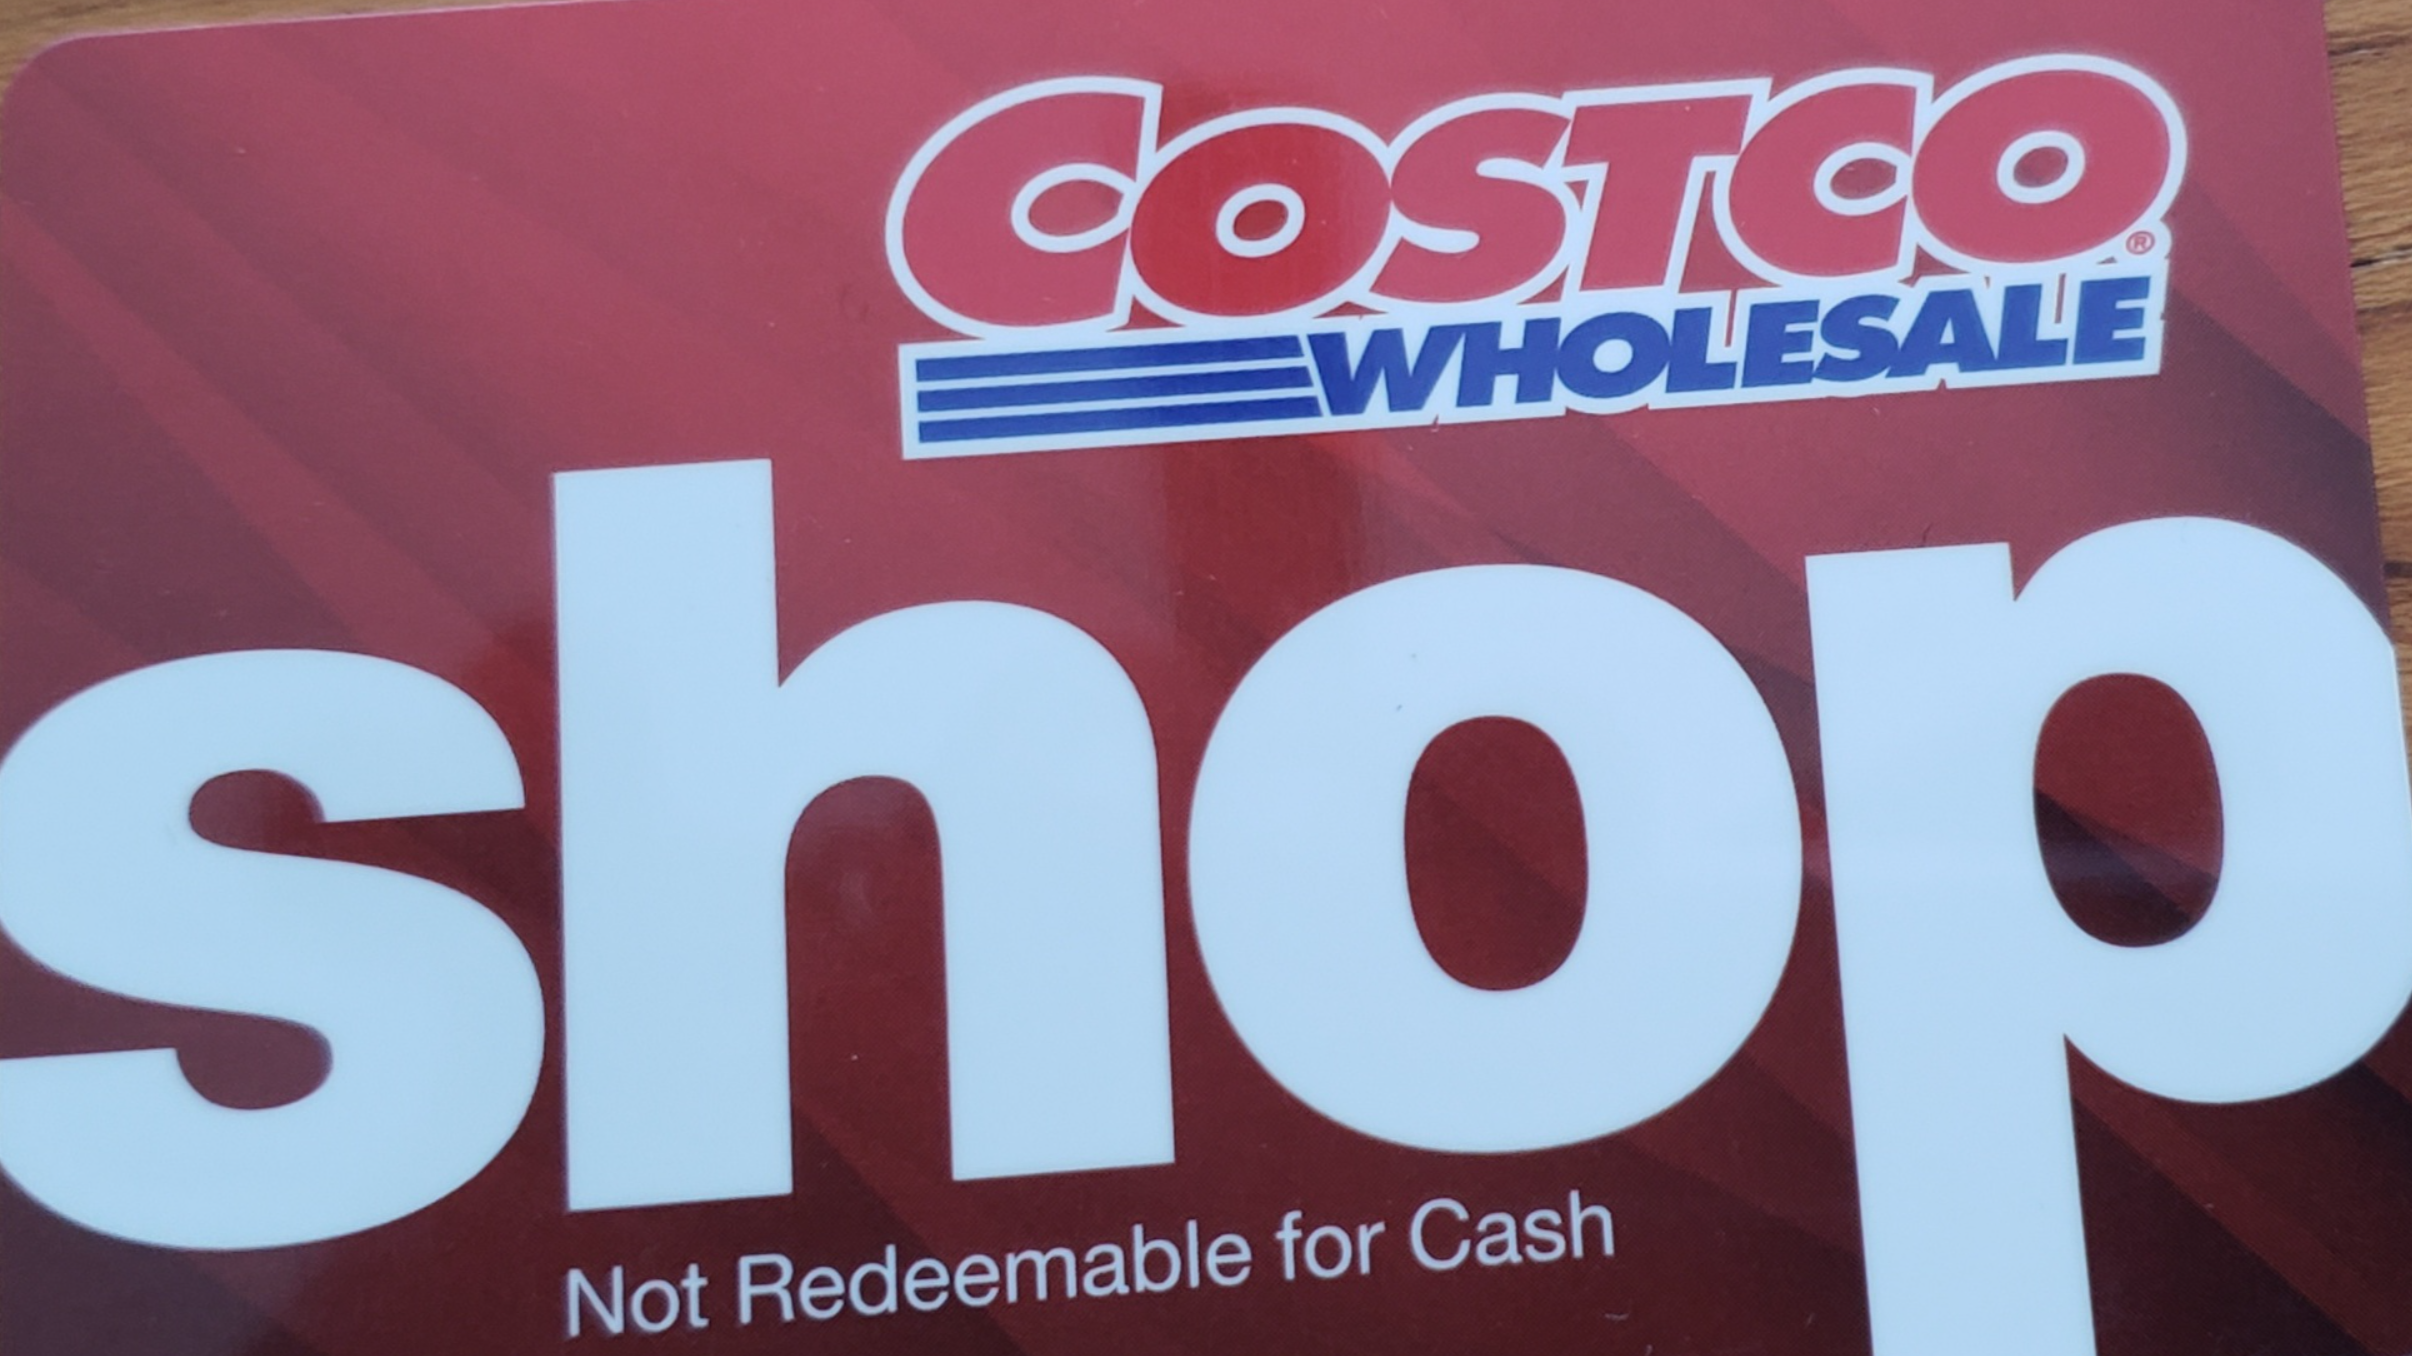 COSTCO®
WHOLESALE
shop
Not Redeemable for Cash